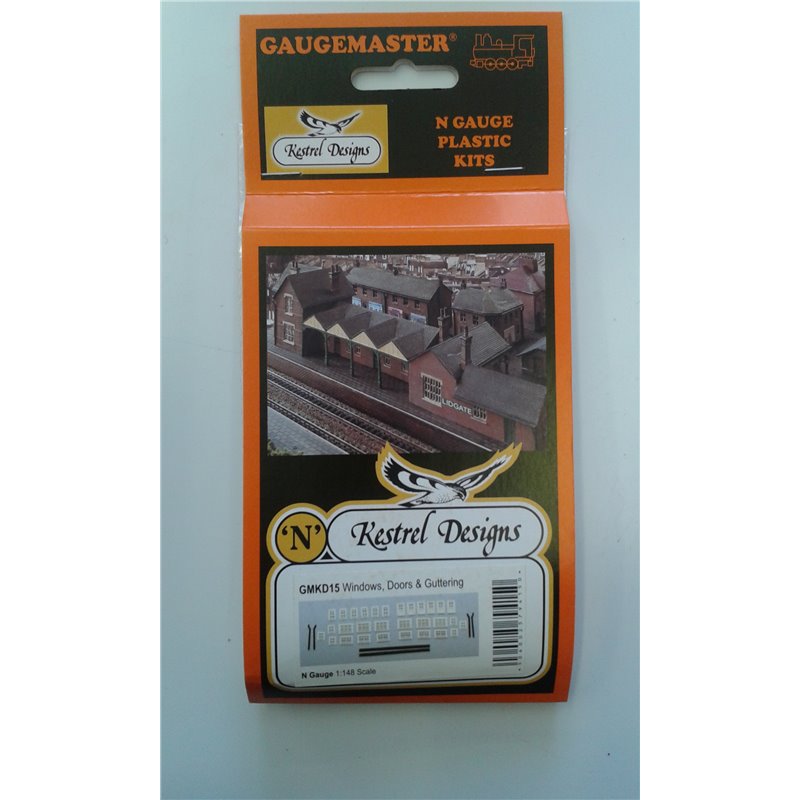 GAUGEMASTER®
Kestrel Designs
N GAUGE
PLASTIC
KITS
LIDGATE
'N'
Kestrel Designs
GMKD15 Windows, Doors & Guttering
N Gauge 1:148 Scale